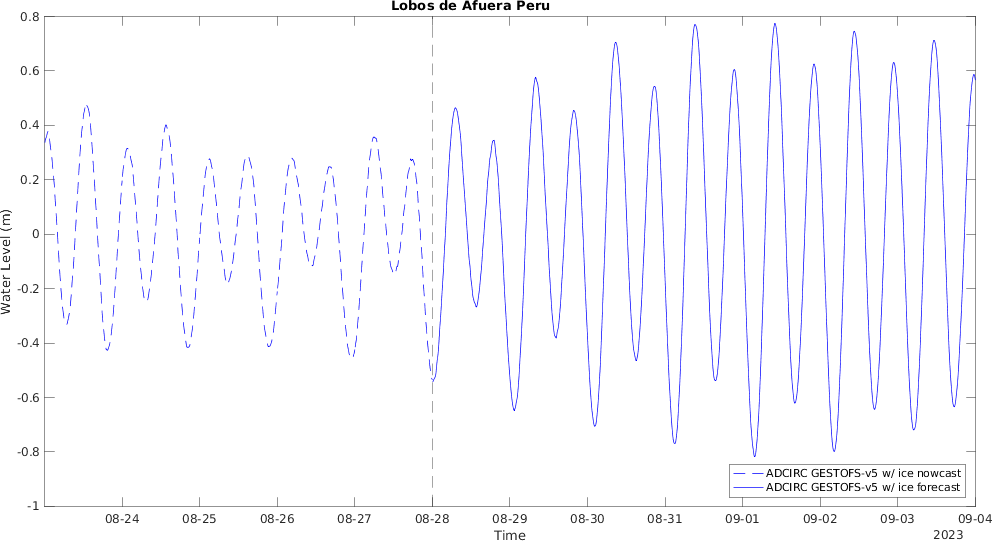 Lobos de Afuera Peru
0.8
0.6
0.4
0.2
0
-0.2
-0.4
-0.6
-0.8
-1
Water Level (m)
ADCIRC GESTOFS-v5 w/ ice nowcast
ADCIRC GESTOFS-v5 w/ ice forecast
08-24 08-25 08-26 08-27 08-28 08-29 08-30 08-31 09-01 09-02 09-03 09-04
Time
2023